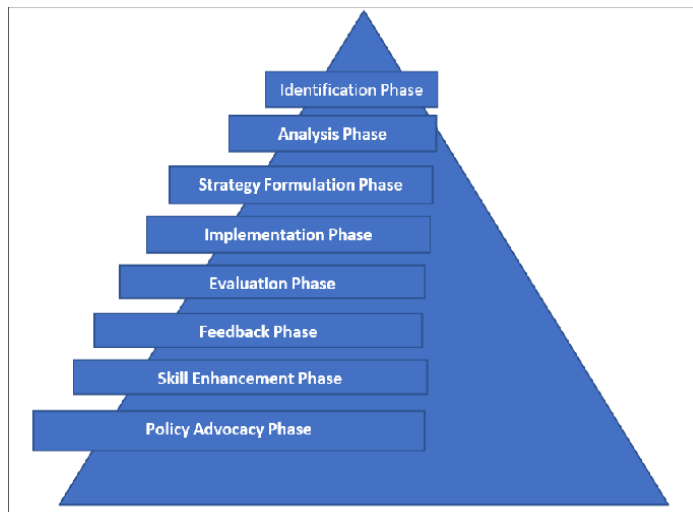 Identification Phase
Analysis Phase
Strategy Formulation Phase
Implementation Phase
Evaluation Phase
Feedback Phase
Skill Enhancement Phase
Policy Advocacy Phase